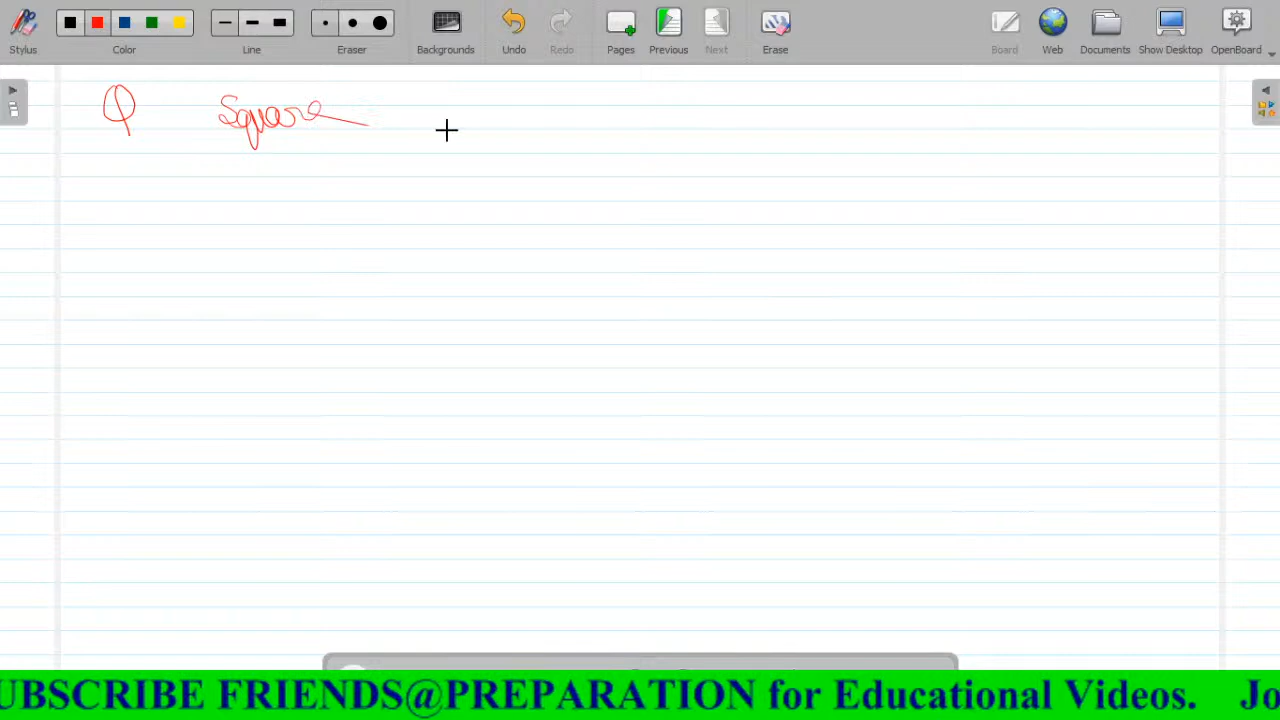 Stylus Color Line Eraser Backgrounds Undo Redo Pages Previous Next Erase Board Web Documents Show Desktop OpenBoard
Q Square
UBSCRIBE FRIENDS@PREPARATION for Educational Videos. Jo